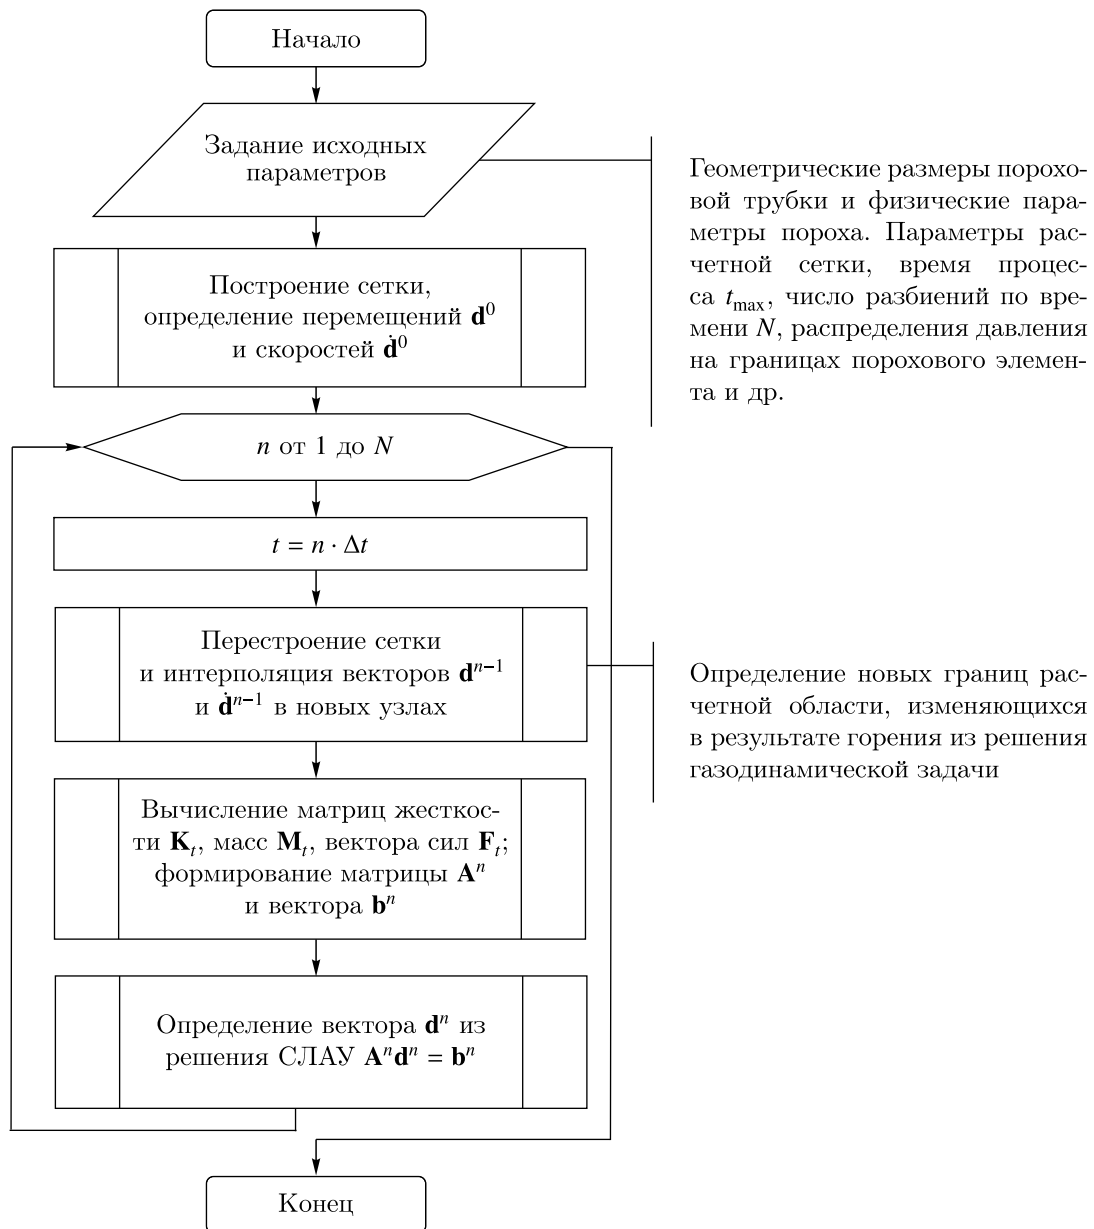 Начало
Задание исходных
параметров
Геометрические размеры порохо-
вой трубки и физические пара-
метры пороха. Параметры рас-
четной сетки, время процес-
са t_max, число разбиений по вре-
мени N, распределения давления
на границах порохового элемен-
та и др.
Построение сетки,
определение перемещений d⁰
и скоростей ḋ⁰
n от 1 до N
t = n · Δt
Перестроение сетки
и интерполяция векторов dⁿ⁻¹
и ḋⁿ⁻¹ в новых узлах
Определение новых границ рас-
четной области, изменяющихся
в результате горения из решения
газодинамической задачи
Вычисление матриц жесткос-
ти K_t, масс M_t, вектора сил F_t;
формирование матрицы Aⁿ
и вектора bⁿ
Определение вектора dⁿ из
решения СЛАУ Aⁿdⁿ = bⁿ
Конец